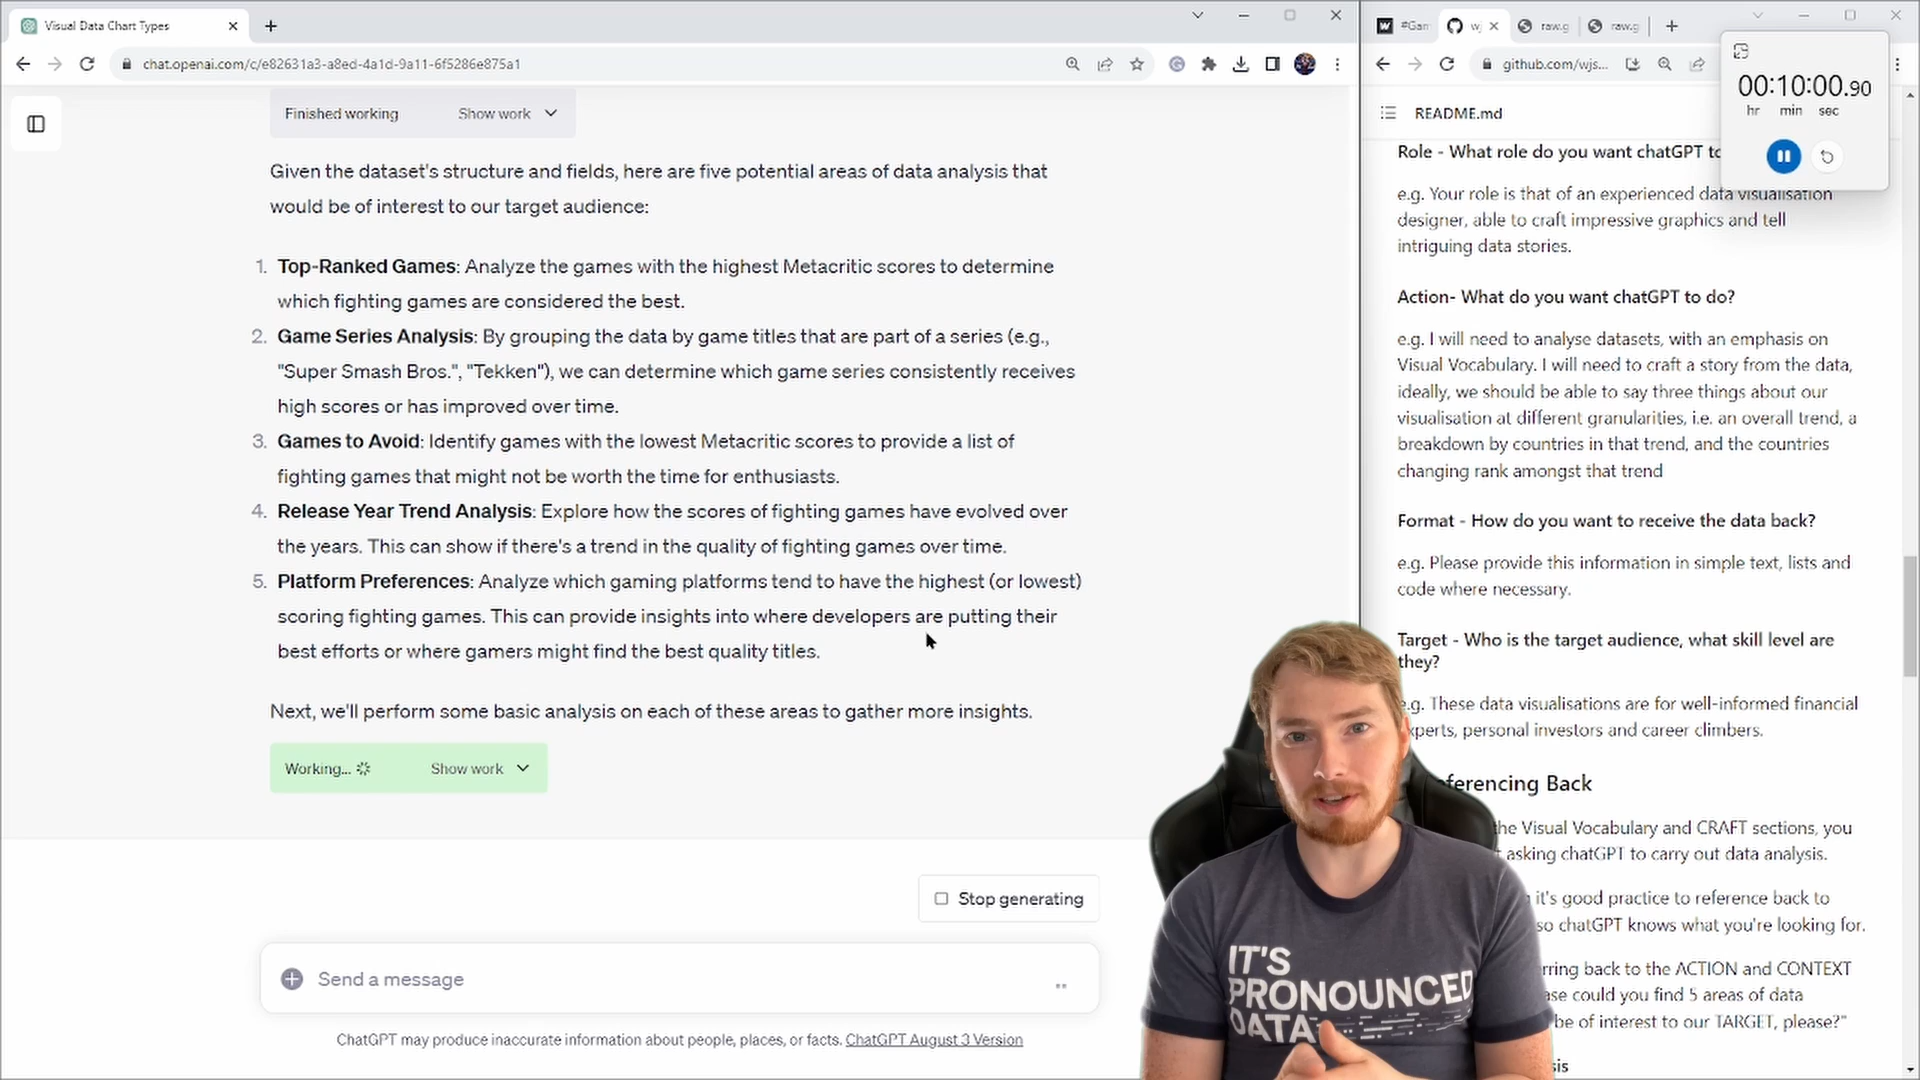 Visual Data Chart Types
chat.openai.com/c/e82631a3-a8ed-4a1d-9a11-6f5286e875a1
Finished working Show work
Given the dataset's structure and fields, here are five potential areas of data analysis that
would be of interest to our target audience:
1. Top-Ranked Games: Analyze the games with the highest Metacritic scores to determine
which fighting games are considered the best.
2. Game Series Analysis: By grouping the data by game titles that are part of a series (e.g.,
"Super Smash Bros.", "Tekken"), we can determine which game series consistently receives
high scores or has improved over time.
3. Games to Avoid: Identify games with the lowest Metacritic scores to provide a list of
fighting games that might not be worth the time for enthusiasts.
4. Release Year Trend Analysis: Explore how the scores of fighting games have evolved over
the years. This can show if there's a trend in the quality of fighting games over time.
5. Platform Preferences: Analyze which gaming platforms tend to have the highest (or lowest)
scoring fighting games. This can provide insights into where developers are putting their
best efforts or where gamers might find the best quality titles.
Next, we'll perform some basic analysis on each of these areas to gather more insights.
Working... Show work
Stop generating
Send a message
ChatGPT may produce inaccurate information about people, places, or facts. ChatGPT August 3 Version
#Gam wj raw.g raw.g
github.com/wjs...
00:10:00.90
hr min sec
README.md
Role - What role do you want chatGPT to
e.g. Your role is that of an experienced data visualisation
designer, able to craft impressive graphics and tell
intriguing data stories.
Action- What do you want chatGPT to do?
e.g. I will need to analyse datasets, with an emphasis on
Visual Vocabulary. I will need to craft a story from the data,
ideally, we should be able to say three things about our
visualisation at different granularities, i.e. an overall trend, a
breakdown by countries in that trend, and the countries
changing rank amongst that trend
Format - How do you want to receive the data back?
e.g. Please provide this information in simple text, lists and
code where necessary.
Target - Who is the target audience, what skill level are
they?
e.g. These data visualisations are for well-informed financial
xperts, personal investors and career climbers.
ferencing Back
the Visual Vocabulary and CRAFT sections, you
asking chatGPT to carry out data analysis.
it's good practice to reference back to
so chatGPT knows what you're looking for.
rring back to the ACTION and CONTEXT
ase could you find 5 areas of data
be of interest to our TARGET, please?"
sis
IT'S
PRONOUNCED
DATA